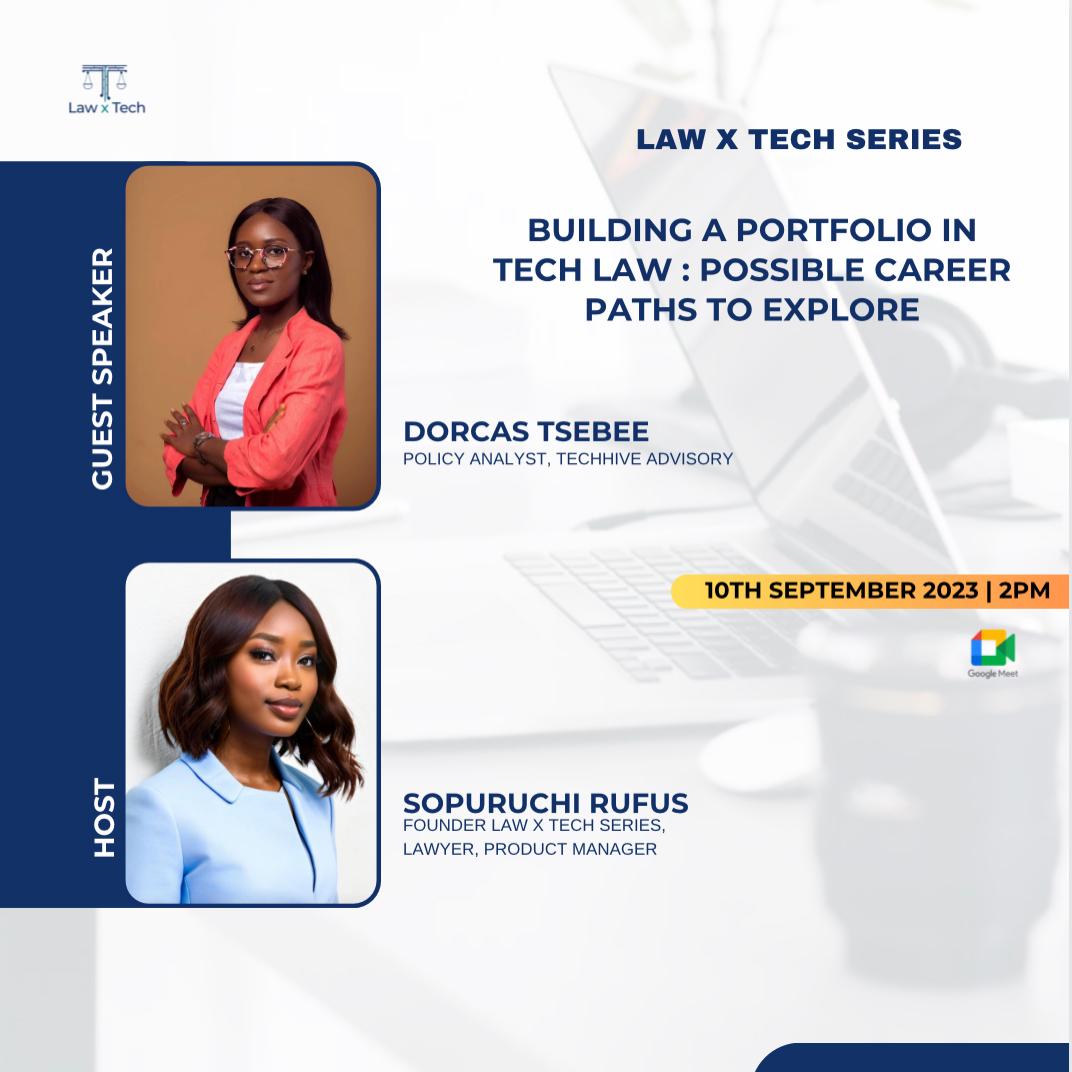 Law x Tech
LAW X TECH SERIES
BUILDING A PORTFOLIO IN
TECH LAW : POSSIBLE CAREER
PATHS TO EXPLORE
GUEST SPEAKER
DORCAS TSEBEE
POLICY ANALYST, TECHHIVE ADVISORY
10TH SEPTEMBER 2023 | 2PM
Google Meet
HOST
SOPURUCHI RUFUS
FOUNDER LAW X TECH SERIES,
LAWYER, PRODUCT MANAGER